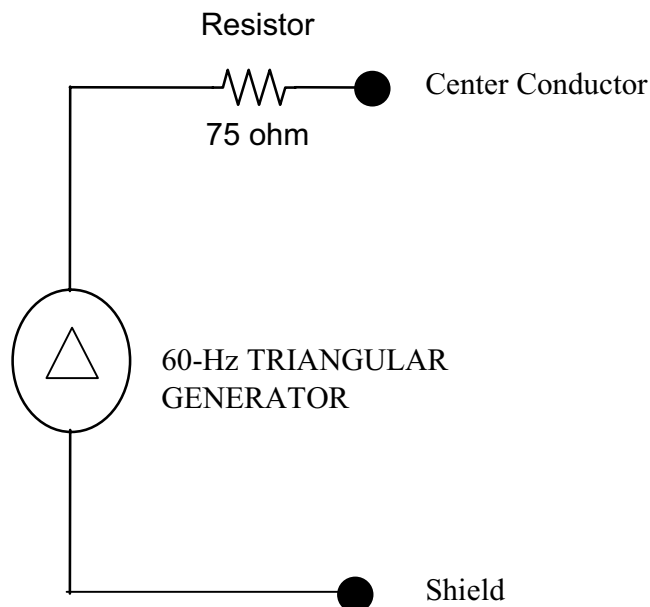 Resistor
Center Conductor
75 ohm
60-Hz TRIANGULAR
GENERATOR
Shield